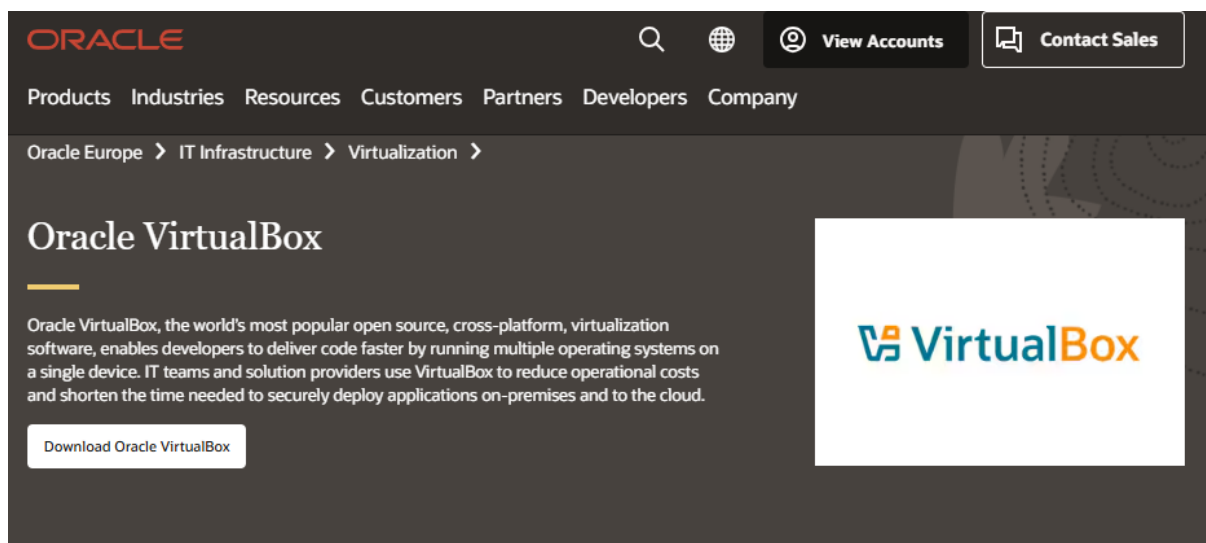 ORACLE
View Accounts
Contact Sales
Products Industries Resources Customers Partners Developers Company
Oracle Europe > IT Infrastructure > Virtualization >
Oracle VirtualBox
Oracle VirtualBox, the world's most popular open source, cross-platform, virtualization
software, enables developers to deliver code faster by running multiple operating systems on
a single device. IT teams and solution providers use VirtualBox to reduce operational costs
and shorten the time needed to securely deploy applications on-premises and to the cloud.
Download Oracle VirtualBox
VirtualBox